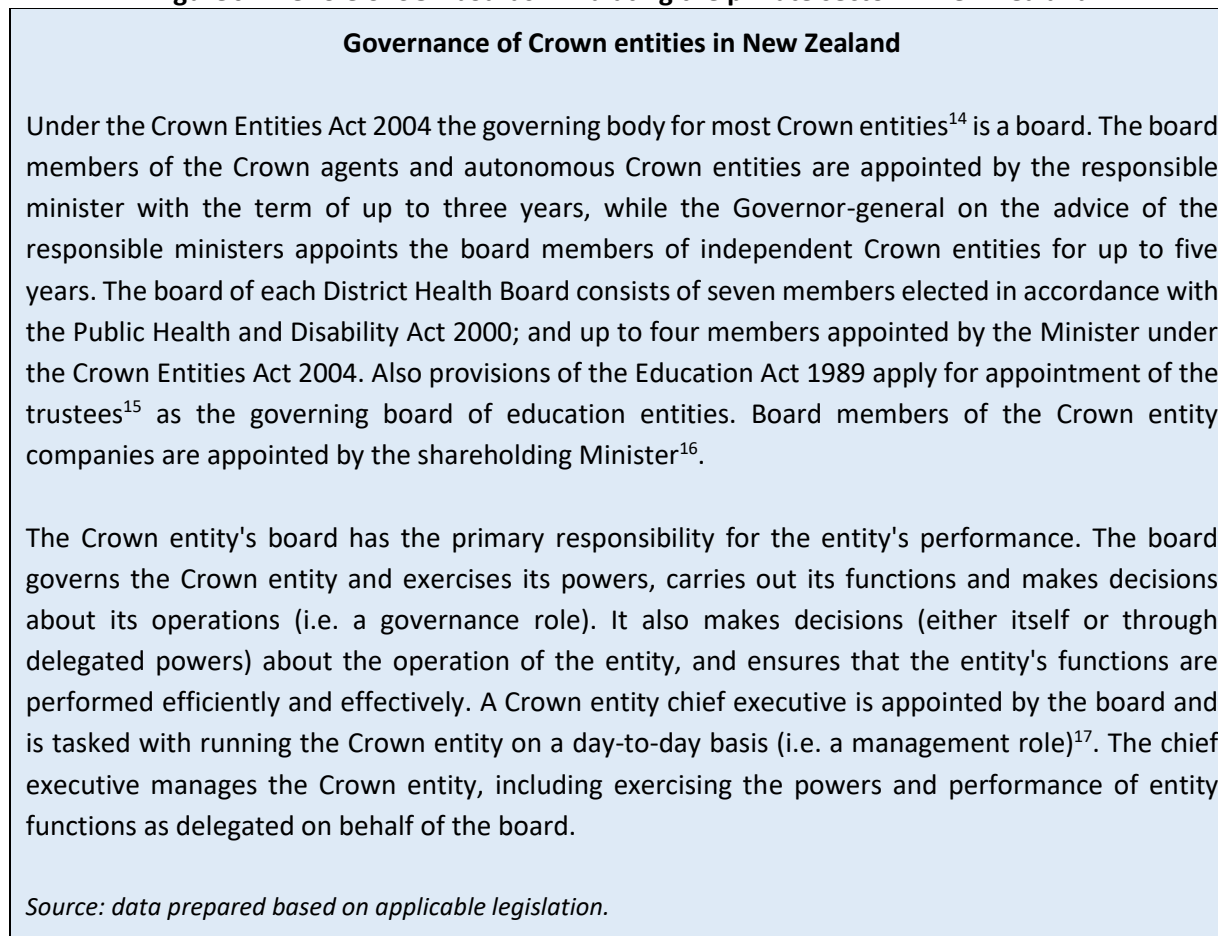 the private sector in New Zealand
Governance of Crown entities in New Zealand
Under the Crown Entities Act 2004 the governing body for most Crown entities14 is a board. The board
members of the Crown agents and autonomous Crown entities are appointed by the responsible
minister with the term of up to three years, while the Governor-general on the advice of the
responsible ministers appoints the board members of independent Crown entities for up to five
years. The board of each District Health Board consists of seven members elected in accordance with
the Public Health and Disability Act 2000; and up to four members appointed by the Minister under
the Crown Entities Act 2004. Also provisions of the Education Act 1989 apply for appointment of the
trustees15 as the governing board of education entities. Board members of the Crown entity
companies are appointed by the shareholding Minister16.
The Crown entity's board has the primary responsibility for the entity's performance. The board
governs the Crown entity and exercises its powers, carries out its functions and makes decisions
about its operations (i.e. a governance role). It also makes decisions (either itself or through
delegated powers) about the operation of the entity, and ensures that the entity's functions are
performed efficiently and effectively. A Crown entity chief executive is appointed by the board and
is tasked with running the Crown entity on a day-to-day basis (i.e. a management role)17. The chief
executive manages the Crown entity, including exercising the powers and performance of entity
functions as delegated on behalf of the board.
Source: data prepared based on applicable legislation.